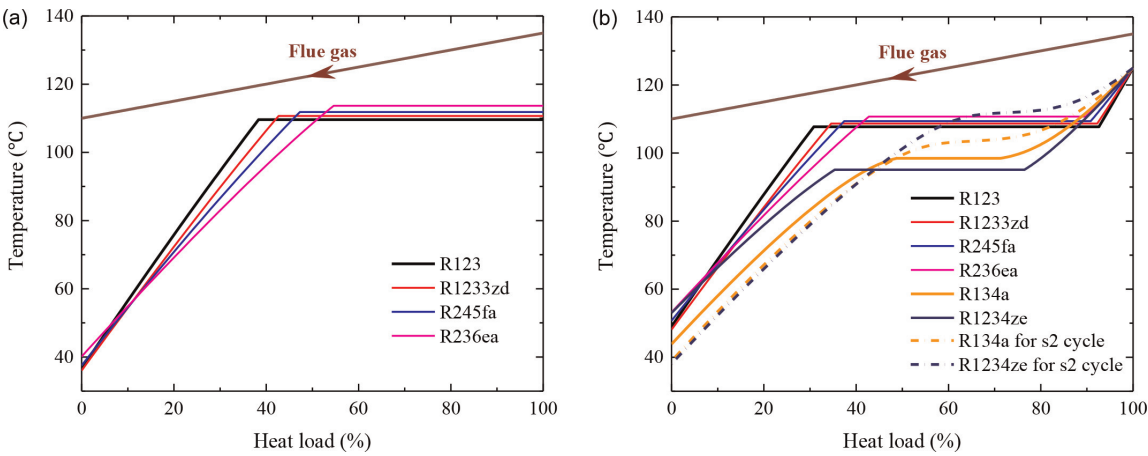 (a)
140
120
100
80
60
40
Temperature (°C)
Flue gas
R123
R1233zd
R245fa
R236ea
0
20
40
60
80
100
Heat load (%)
(b)
140
120
100
80
60
40
Temperature (°C)
Flue gas
R123
R1233zd
R245fa
R236ea
R134a
R1234ze
R134a for s2 cycle
R1234ze for s2 cycle
0
20
40
60
80
100
Heat load (%)